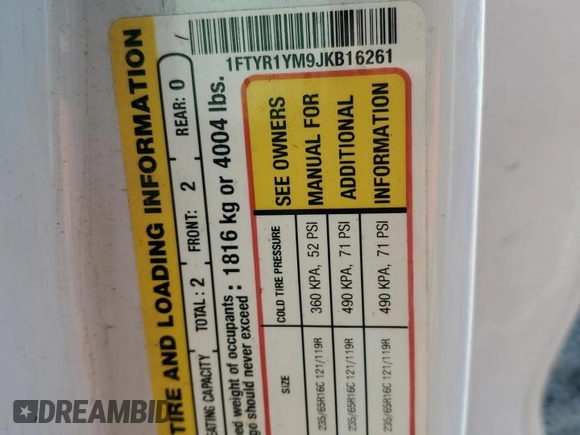 1FTYR1YM9JKB16261
TIRE AND LOADING INFORMATION
EATING CAPACITY TOTAL: 2 FRONT: 2 REAR: 0
ed weight of occupants
go should never exceed : 1816 kg or 4004 lbs.
SIZE COLD TIRE PRESSURE SEE OWNERS
235/65R16C 121/119R 360 KPA, 52 PSI MANUAL FOR
235/65R16C 121/119R 490 KPA, 71 PSI ADDITIONAL
235/65R16C 121/119R 490 KPA, 71 PSI INFORMATION
DREAMBID